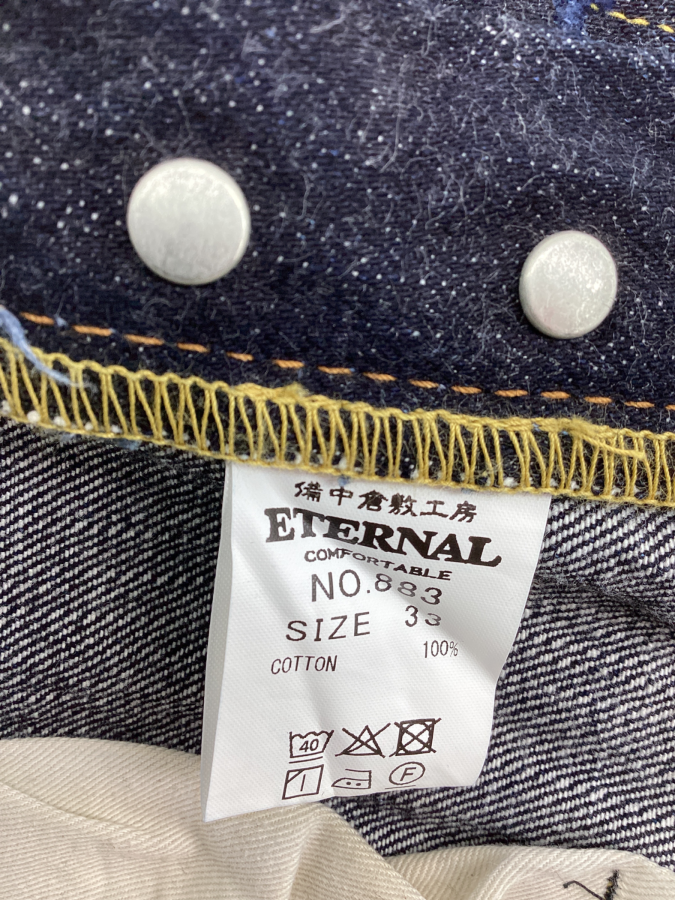 備中倉敷工房
ETERNAL
COMFORTABLE
NO.883
SIZE 33
COTTON 100%
40
F